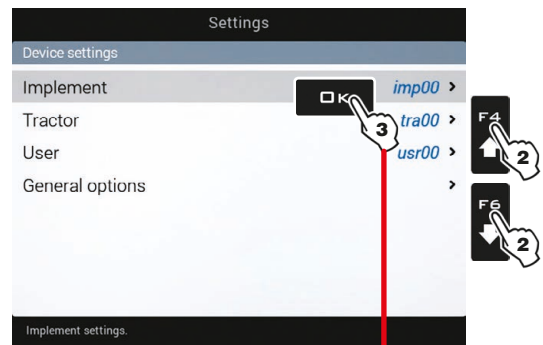 Settings
Device settings
Implement imp00 >
OK
3
Tractor tra00 >
F4
2
User usr00 >
General options >
F6
2
Implement settings.